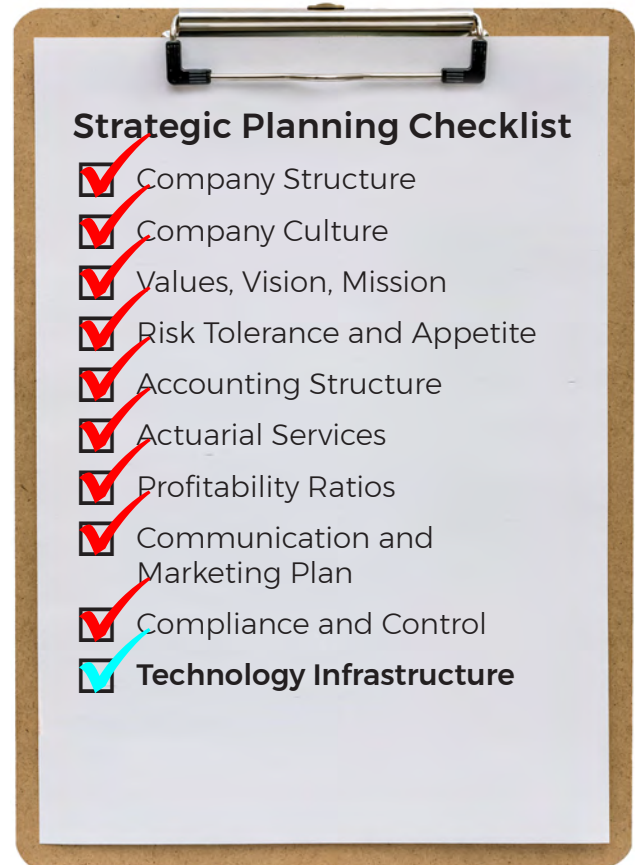 Strategic Planning Checklist
Company Structure
Company Culture
Values, Vision, Mission
Risk Tolerance and Appetite
Accounting Structure
Actuarial Services
Profitability Ratios
Communication and
Marketing Plan
Compliance and Control
Technology Infrastructure